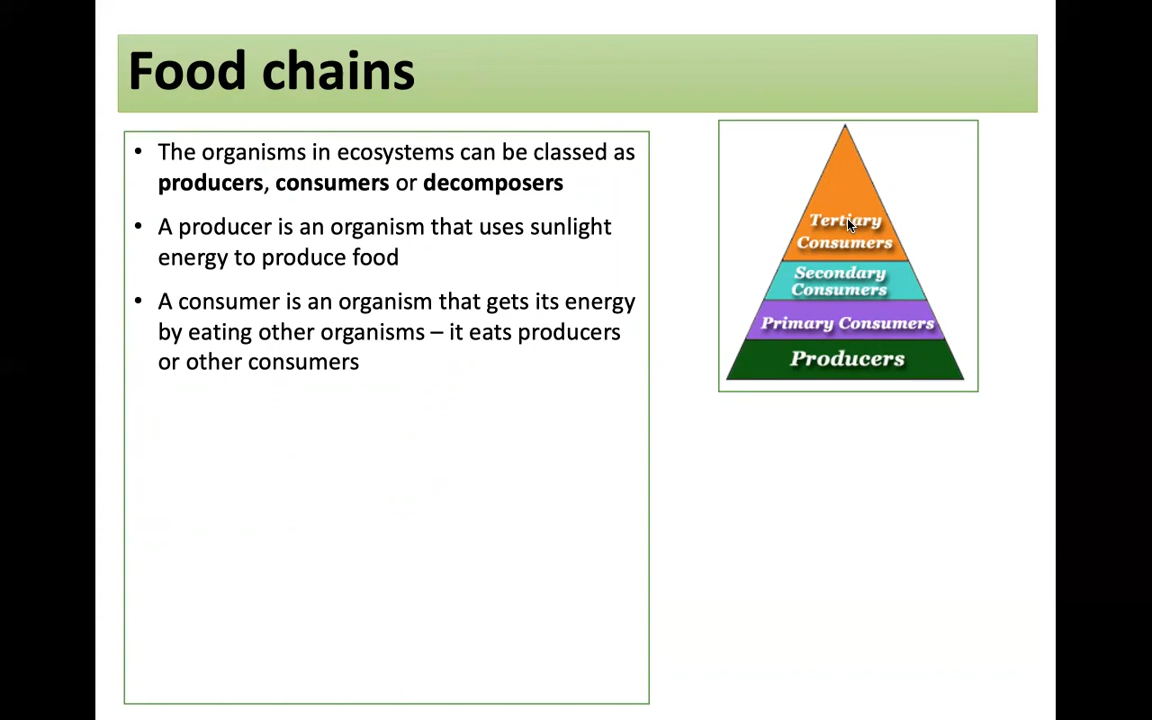 Food chains
• The organisms in ecosystems can be classed as
producers, consumers or decomposers
• A producer is an organism that uses sunlight
energy to produce food
• A consumer is an organism that gets its energy
by eating other organisms – it eats producers
or other consumers
Tertiary
Consumers
Secondary
Consumers
Primary Consumers
Producers